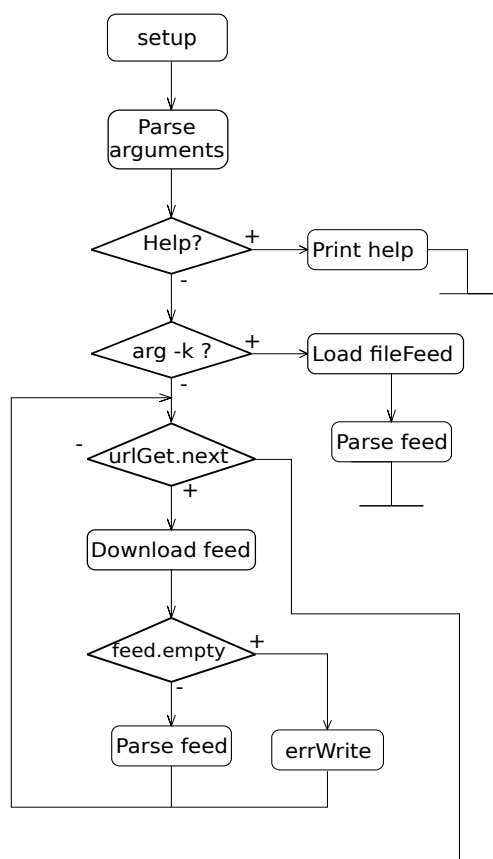 setup
Parse
arguments
Help?
+
Print help
-
arg -k ?
+
Load fileFeed
-
Parse feed
-
urlGet.next
+
Download feed
feed.empty
+
-
Parse feed
errWrite